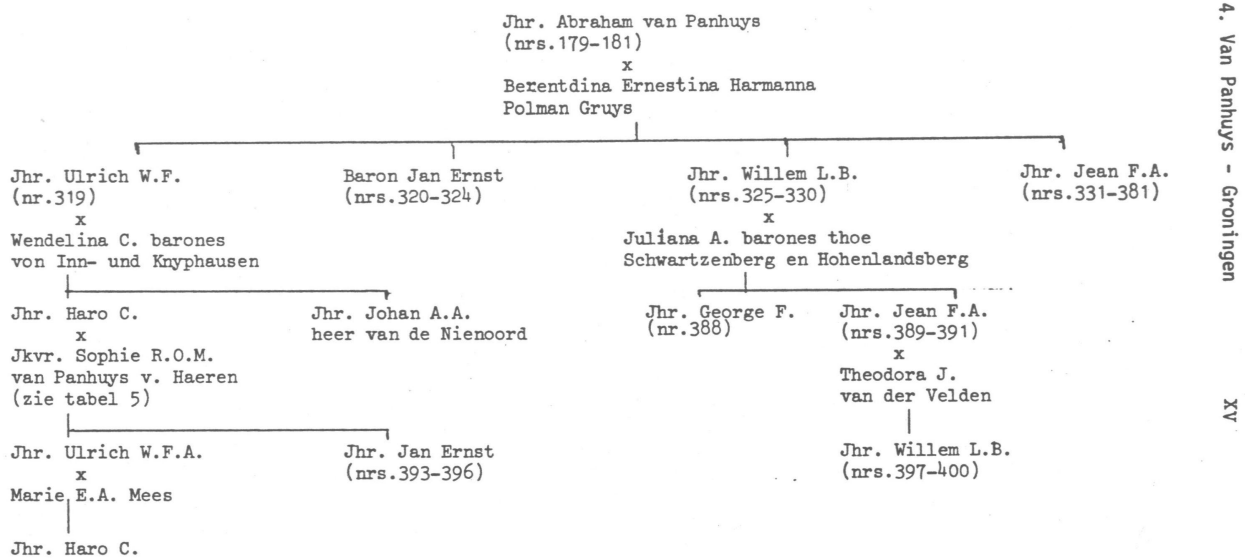 4. Van Panhuys - Groningen
XV
Jhr. Abraham van Panhuys
(nrs.179-181)
x
Berentdina Ernestina Harmanna
Polman Gruys
Jhr. Ulrich W.F.
(nr.319)
x
Wendelina C. barones
von Inn- und Knyphausen
Baron Jan Ernst
(nrs.320-324)
Jhr. Willem L.B.
(nrs.325-330)
x
Juliana A. barones thoe
Schwartzenberg en Hohenlandsberg
Jhr. Jean F.A.
(nrs.331-381)
Jhr. Haro C.
x
Jkvr. Sophie R.O.M.
van Panhuys v. Haeren
(zie tabel 5)
Jhr. Johan A.A.
heer van de Nienoord
Jhr. George F.
(nr.388)
Jhr. Jean F.A.
(nrs.389-391)
x
Theodora J.
van der Velden
Jhr. Ulrich W.F.A.
x
Marie E.A. Mees
Jhr. Jan Ernst
(nrs.393-396)
Jhr. Willem L.B.
(nrs.397-400)
Jhr. Haro C.